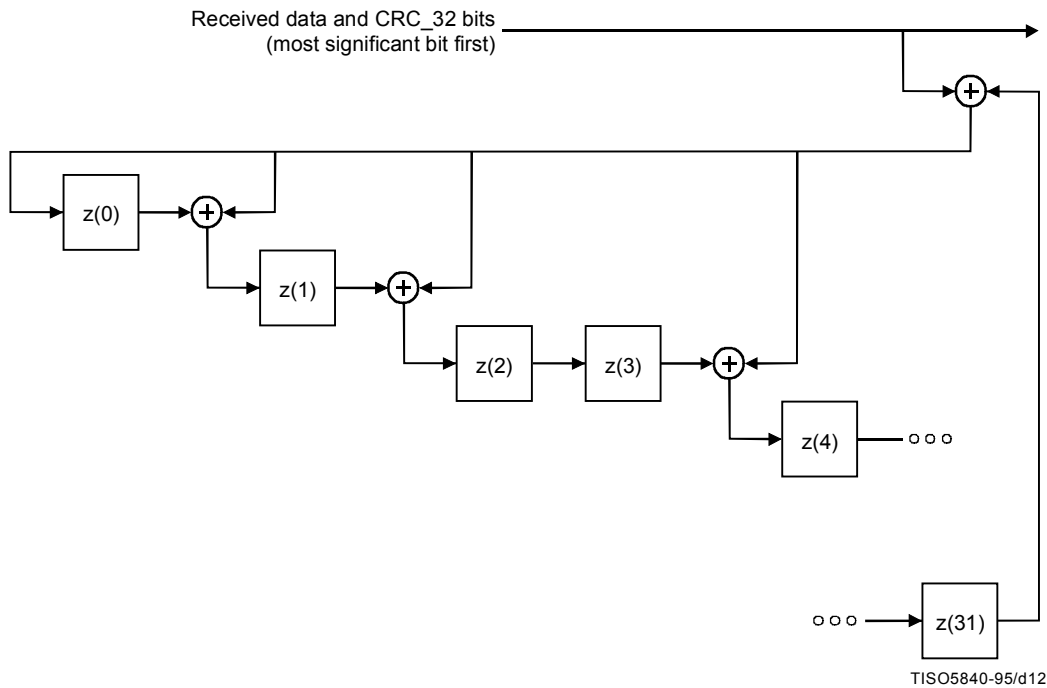 Received data and CRC_32 bits
(most significant bit first)
z(0)
z(1)
z(2)
z(3)
z(4)
z(31)
TISO5840-95/d12